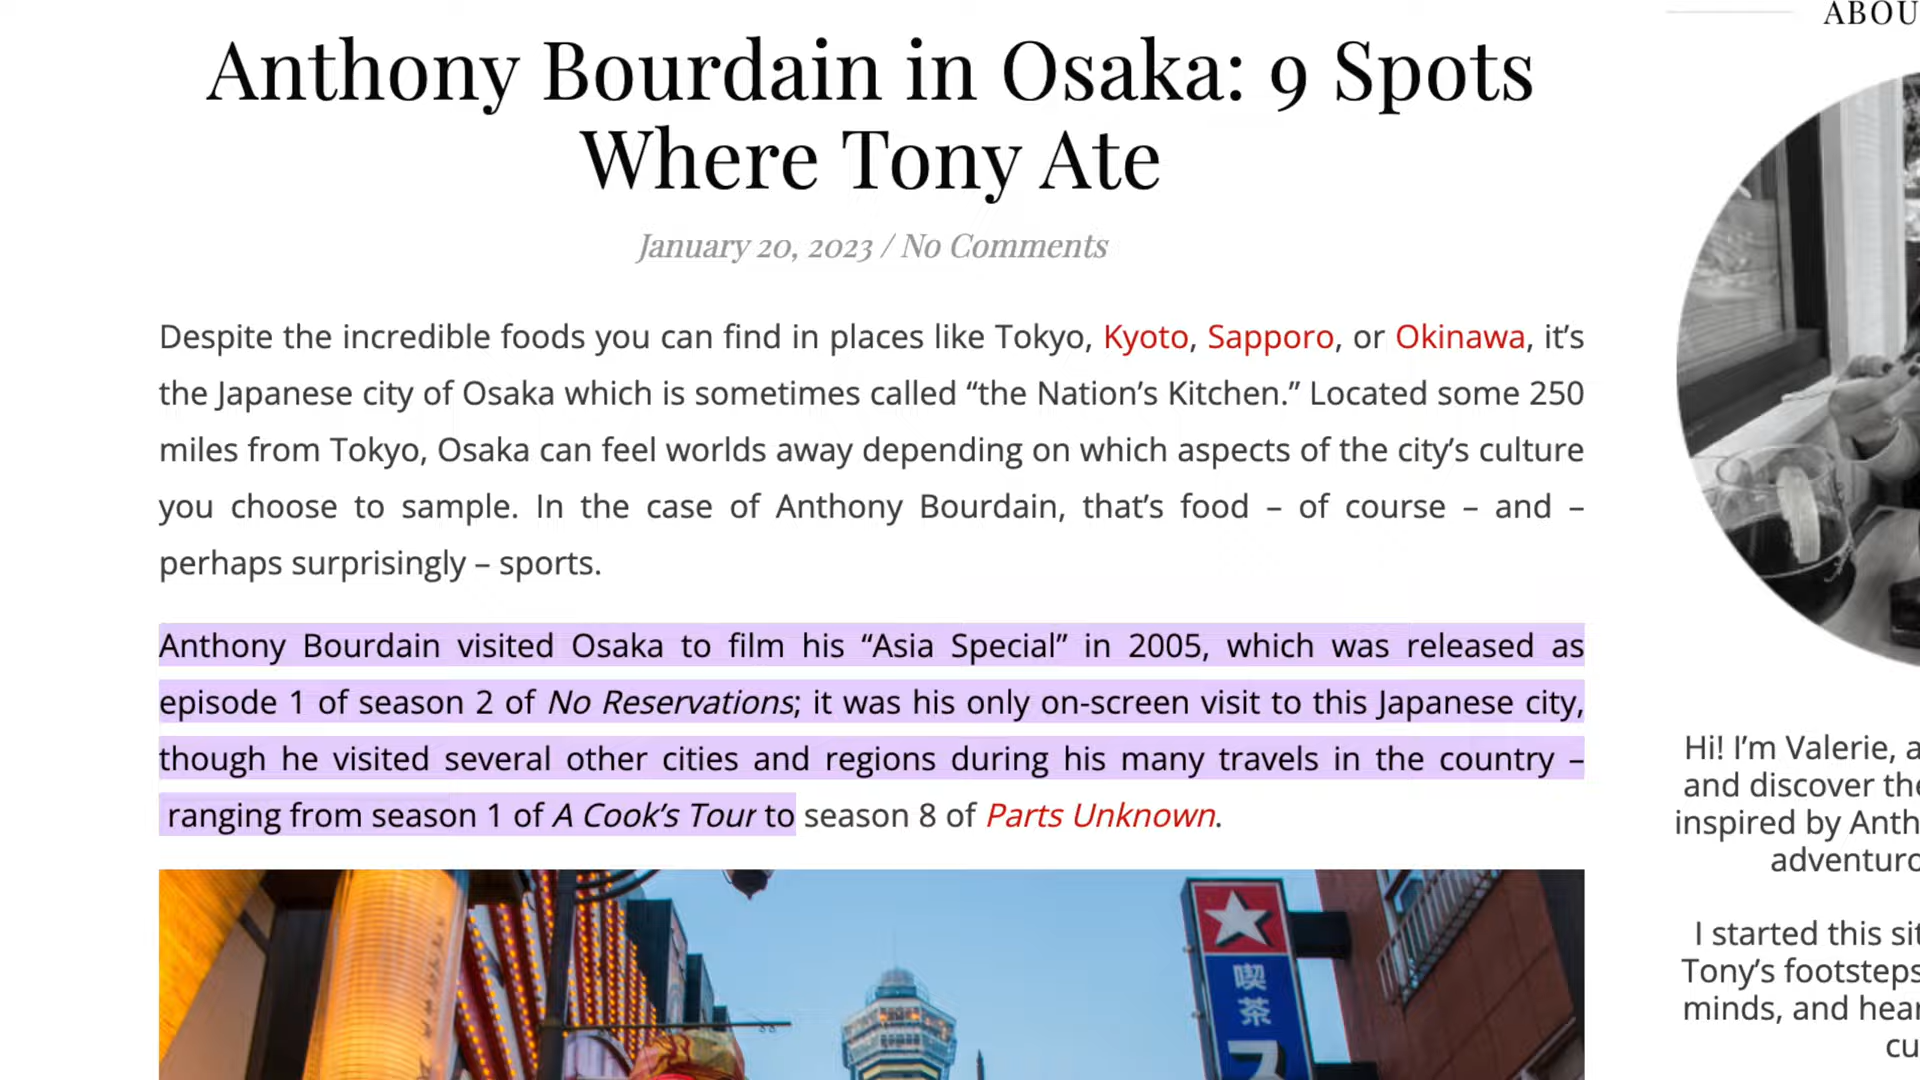 Anthony Bourdain in Osaka: 9 Spots
Where Tony Ate
January 20, 2023 / No Comments
Despite the incredible foods you can find in places like Tokyo, Kyoto, Sapporo, or Okinawa, it’s
the Japanese city of Osaka which is sometimes called “the Nation’s Kitchen.” Located some 250
miles from Tokyo, Osaka can feel worlds away depending on which aspects of the city’s culture
you choose to sample. In the case of Anthony Bourdain, that’s food – of course – and –
perhaps surprisingly – sports.
Anthony Bourdain visited Osaka to film his “Asia Special” in 2005, which was released as
episode 1 of season 2 of No Reservations; it was his only on-screen visit to this Japanese city,
though he visited several other cities and regions during his many travels in the country –
ranging from season 1 of A Cook’s Tour to season 8 of Parts Unknown.
喫
茶
ABOU
Hi! I’m Valerie, a
and discover the
inspired by Anth
adventuro
I started this sit
Tony’s footsteps
minds, and hear
cu